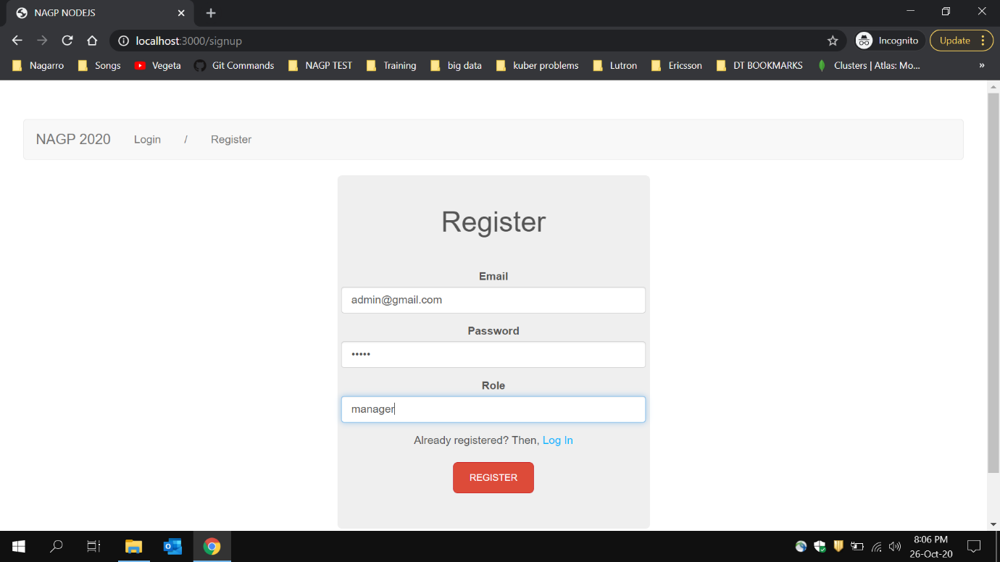 NAGP NODEJS
localhost:3000/signup
Incognito
Update
Nagarro
Songs
Vegeta
Git Commands
NAGP TEST
Training
big data
kuber problems
Lutron
Ericsson
DT BOOKMARKS
Clusters | Atlas: Mo...
»
NAGP 2020
Login
/
Register
Register
Email
admin@gmail.com
Password
•••••
Role
manager
Already registered? Then, Log In
REGISTER
8:06 PM
26-Oct-20